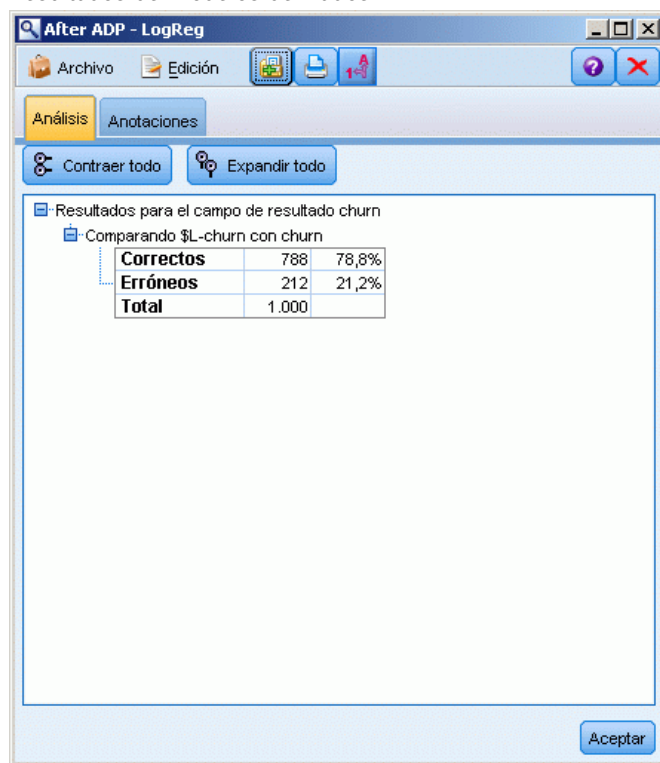 After ADP - LogReg
Archivo Edición
Análisis Anotaciones
Contraer todo Expandir todo
Resultados para el campo de resultado churn
Comparando $L-churn con churn
Correctos 788 78,8%
Erróneos 212 21,2%
Total 1.000
Aceptar